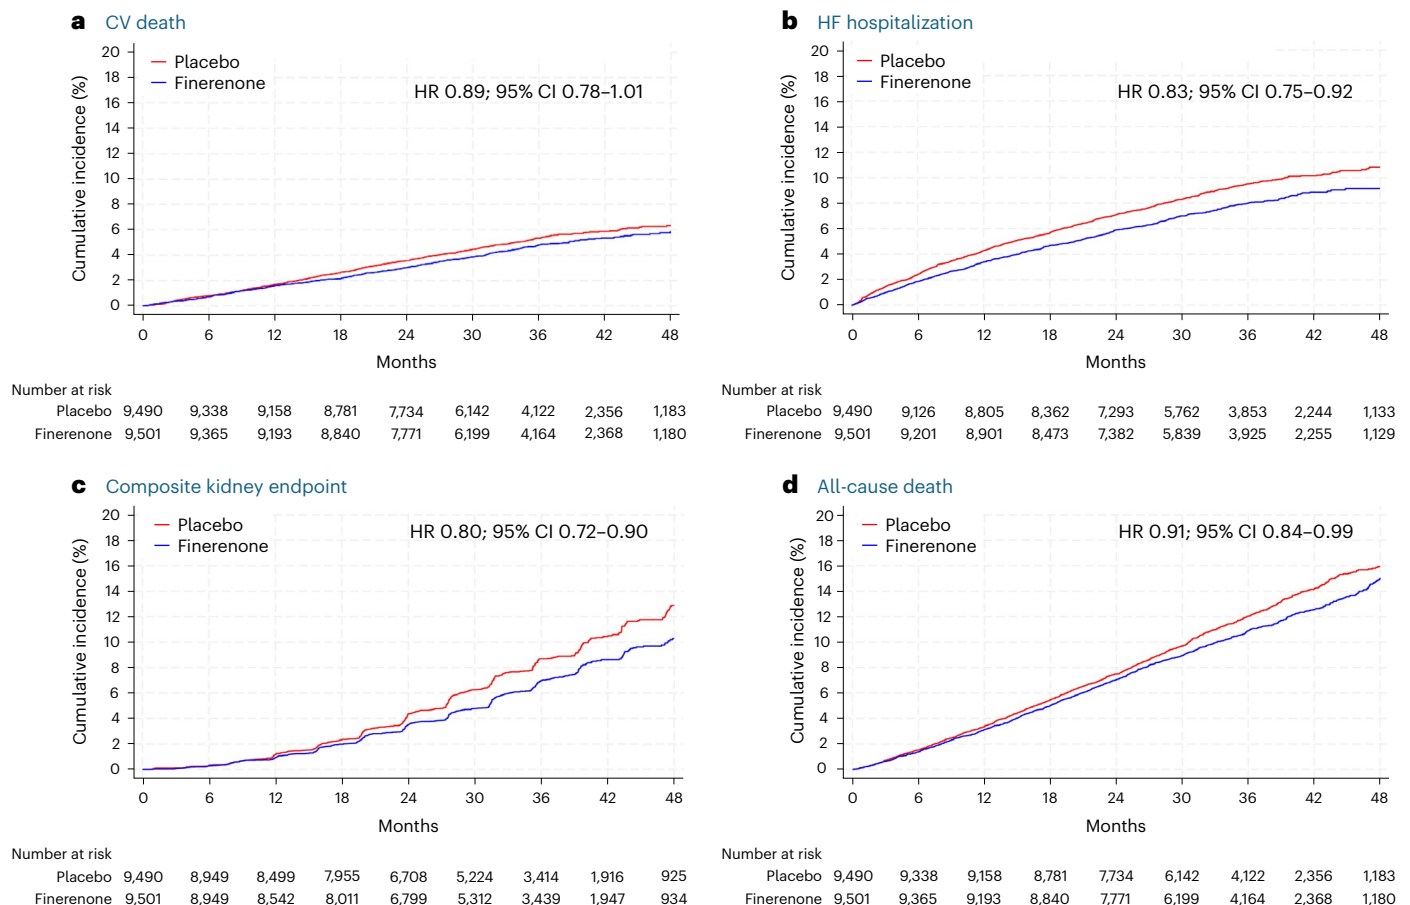 a CV death
20
18
16
14
12
10
8
6
4
2
0
Cumulative incidence (%)
Placebo
Finerenone
HR 0.89; 95% CI 0.78–1.01
0 6 12 18 24 30 36 42 48
Months
Number at risk
Placebo 9,490 9,338 9,158 8,781 7,734 6,142 4,122 2,356 1,183
Finerenone 9,501 9,365 9,193 8,840 7,771 6,199 4,164 2,368 1,180
b HF hospitalization
20
18
16
14
12
10
8
6
4
2
0
Cumulative incidence (%)
Placebo
Finerenone
HR 0.83; 95% CI 0.75–0.92
0 6 12 18 24 30 36 42 48
Months
Number at risk
Placebo 9,490 9,126 8,805 8,362 7,293 5,762 3,853 2,244 1,133
Finerenone 9,501 9,201 8,901 8,473 7,382 5,839 3,925 2,255 1,129
c Composite kidney endpoint
20
18
16
14
12
10
8
6
4
2
0
Cumulative incidence (%)
Placebo
Finerenone
HR 0.80; 95% CI 0.72–0.90
0 6 12 18 24 30 36 42 48
Months
Number at risk
Placebo 9,490 8,949 8,499 7,955 6,708 5,224 3,414 1,916 925
Finerenone 9,501 8,949 8,542 8,011 6,799 5,312 3,439 1,947 934
d All-cause death
20
18
16
14
12
10
8
6
4
2
0
Cumulative incidence (%)
Placebo
Finerenone
HR 0.91; 95% CI 0.84–0.99
0 6 12 18 24 30 36 42 48
Months
Number at risk
Placebo 9,490 9,338 9,158 8,781 7,734 6,142 4,122 2,356 1,183
Finerenone 9,501 9,365 9,193 8,840 7,771 6,199 4,164 2,368 1,180